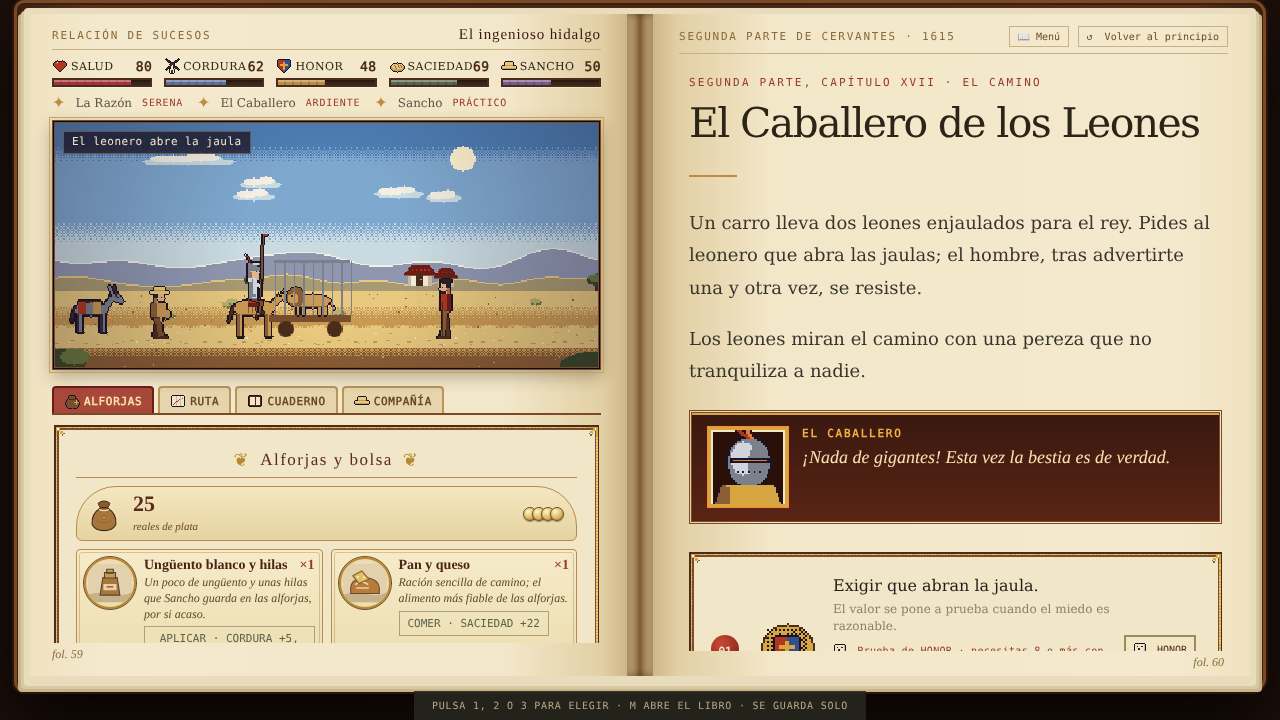 RELACIÓN DE SUCESOS
El ingenioso hidalgo
SALUD 80
CORDURA 62
HONOR 48
SACIEDAD 69
SANCHO 50
La Razón SERENA
El Caballero ARDIENTE
Sancho PRÁCTICO
El leonero abre la jaula
ALFORJAS
RUTA
CUADERNO
COMPAÑÍA
Alforjas y bolsa
25
reales de plata
Ungüento blanco y hilas ×1
Un poco de ungüento y unas hilas
que Sancho guarda en las alforjas,
por si acaso.
APLICAR · CORDURA +5,
Pan y queso ×1
Ración sencilla de camino; el
alimento más fiable de las alforjas.
COMER · SACIEDAD +22
fol. 59
SEGUNDA PARTE DE CERVANTES · 1615
Menú
↺ Volver al principio
SEGUNDA PARTE, CAPÍTULO XVII · EL CAMINO
El Caballero de los Leones
Un carro lleva dos leones enjaulados para el rey. Pides al
leonero que abra las jaulas; el hombre, tras advertirte
una y otra vez, se resiste.
Los leones miran el camino con una pereza que no
tranquiliza a nadie.
EL CABALLERO
¡Nada de gigantes! Esta vez la bestia es de verdad.
Exigir que abran la jaula.
El valor se pone a prueba cuando el miedo es
razonable.
01
Prueba de HONOR · necesitas 8 o más con
HONOR
fol. 60
PULSA 1, 2 O 3 PARA ELEGIR · M ABRE EL LIBRO · SE GUARDA SOLO